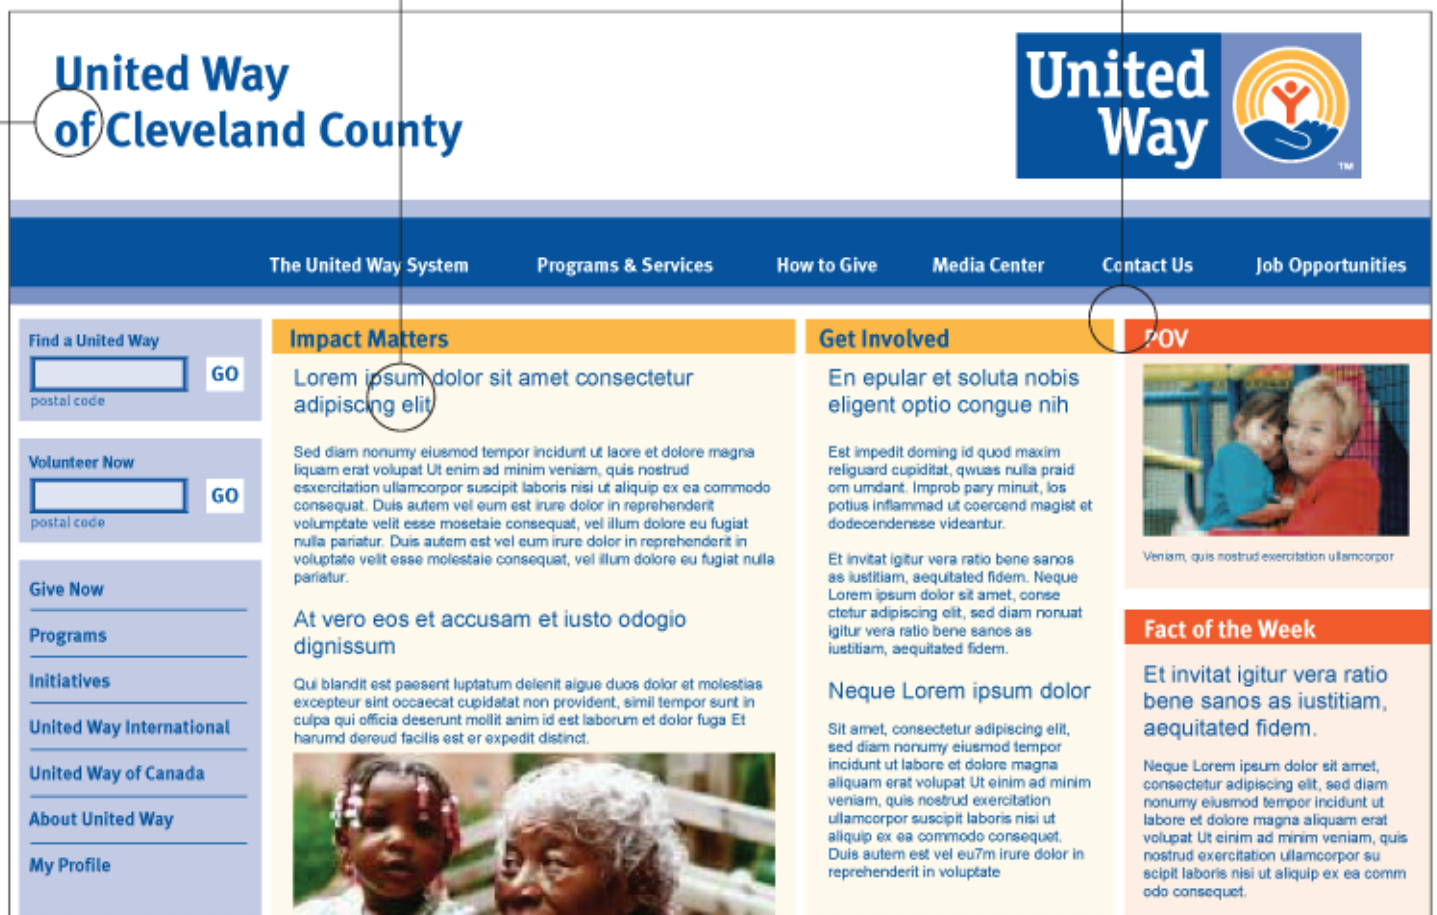 United Way
of Cleveland County
United
Way
TM
The United Way System
Programs & Services
How to Give
Media Center
Contact Us
Job Opportunities
Find a United Way
GO
postal code
Volunteer Now
GO
postal code
Give Now
Programs
Initiatives
United Way International
United Way of Canada
About United Way
My Profile
Impact Matters
Lorem ipsum dolor sit amet consectetur
adipiscing elit
Sed diam nonumy eiusmod tempor incidunt ut laore et dolore magna
liquam erat volupat Ut enim ad minim veniam, quis nostrud
esxercitation ullamcorpor suscipit laboris nisi ut aliquip ex ea commodo
consequat. Duis autem vel eum est irure dolor in reprehenderit
volumptate velit esse mosetaie consequat, vel illum dolore eu fugiat
nulla pariatur. Duis autem est vel eum irure dolor in reprehenderit in
voluptate velit esse molestaie consequat, vel illum dolore eu fugiat nulla
pariatur.
At vero eos et accusam et iusto odogio
dignissum
Qui blandit est paesent luptatum delenit aigue duos dolor et molestias
excepteur sint occaecat cupidatat non provident, simil tempor sunt in
culpa qui officia deserunt mollit anim id est laborum et dolor fuga Et
harumd dereud facilis est er expedit distinct.
Get Involved
En epular et soluta nobis
eligent optio congue nih
Est impedit doming id quod maxim
religuard cupiditat, qwuas nulla praid
om umdant. Improb pary minuit, los
potius inflammad ut coercend magist et
dodecendensse videantur.
Et invitat igitur vera ratio bene sanos
as iustitiam, aequitated fidem. Neque
Lorem ipsum dolor sit amet, conse
ctetur adipiscing elit, sed diam nonuat
igitur vera ratio bene sanos as
iustitiam, aequitated fidem.
Neque Lorem ipsum dolor
Sit amet, consectetur adipiscing elit,
sed diam nonumy eiusmod tempor
incidunt ut labore et dolore magna
aliquam erat volupat Ut einim ad minim
veniam, quis nostrud exercitation
ullamcorpor suscipit laboris nisi ut
aliquip ex ea commodo consequet.
Duis autem est vel eu7m irure dolor in
reprehenderit in voluptate
POV
Veniam, quis nostrud exercitation ullamcorpor
Fact of the Week
Et invitat igitur vera ratio
bene sanos as iustitiam,
aequitated fidem.
Neque Lorem ipsum dolor sit amet,
consectetur adipiscing elit, sed diam
nonumy eiusmod tempor incidunt ut
labore et dolore magna aliquam erat
volupat Ut einim ad minim veniam, quis
nostrud exercitation ullamcorpor su
scipit laboris nisi ut aliquip ex ea comm
odo consequet.